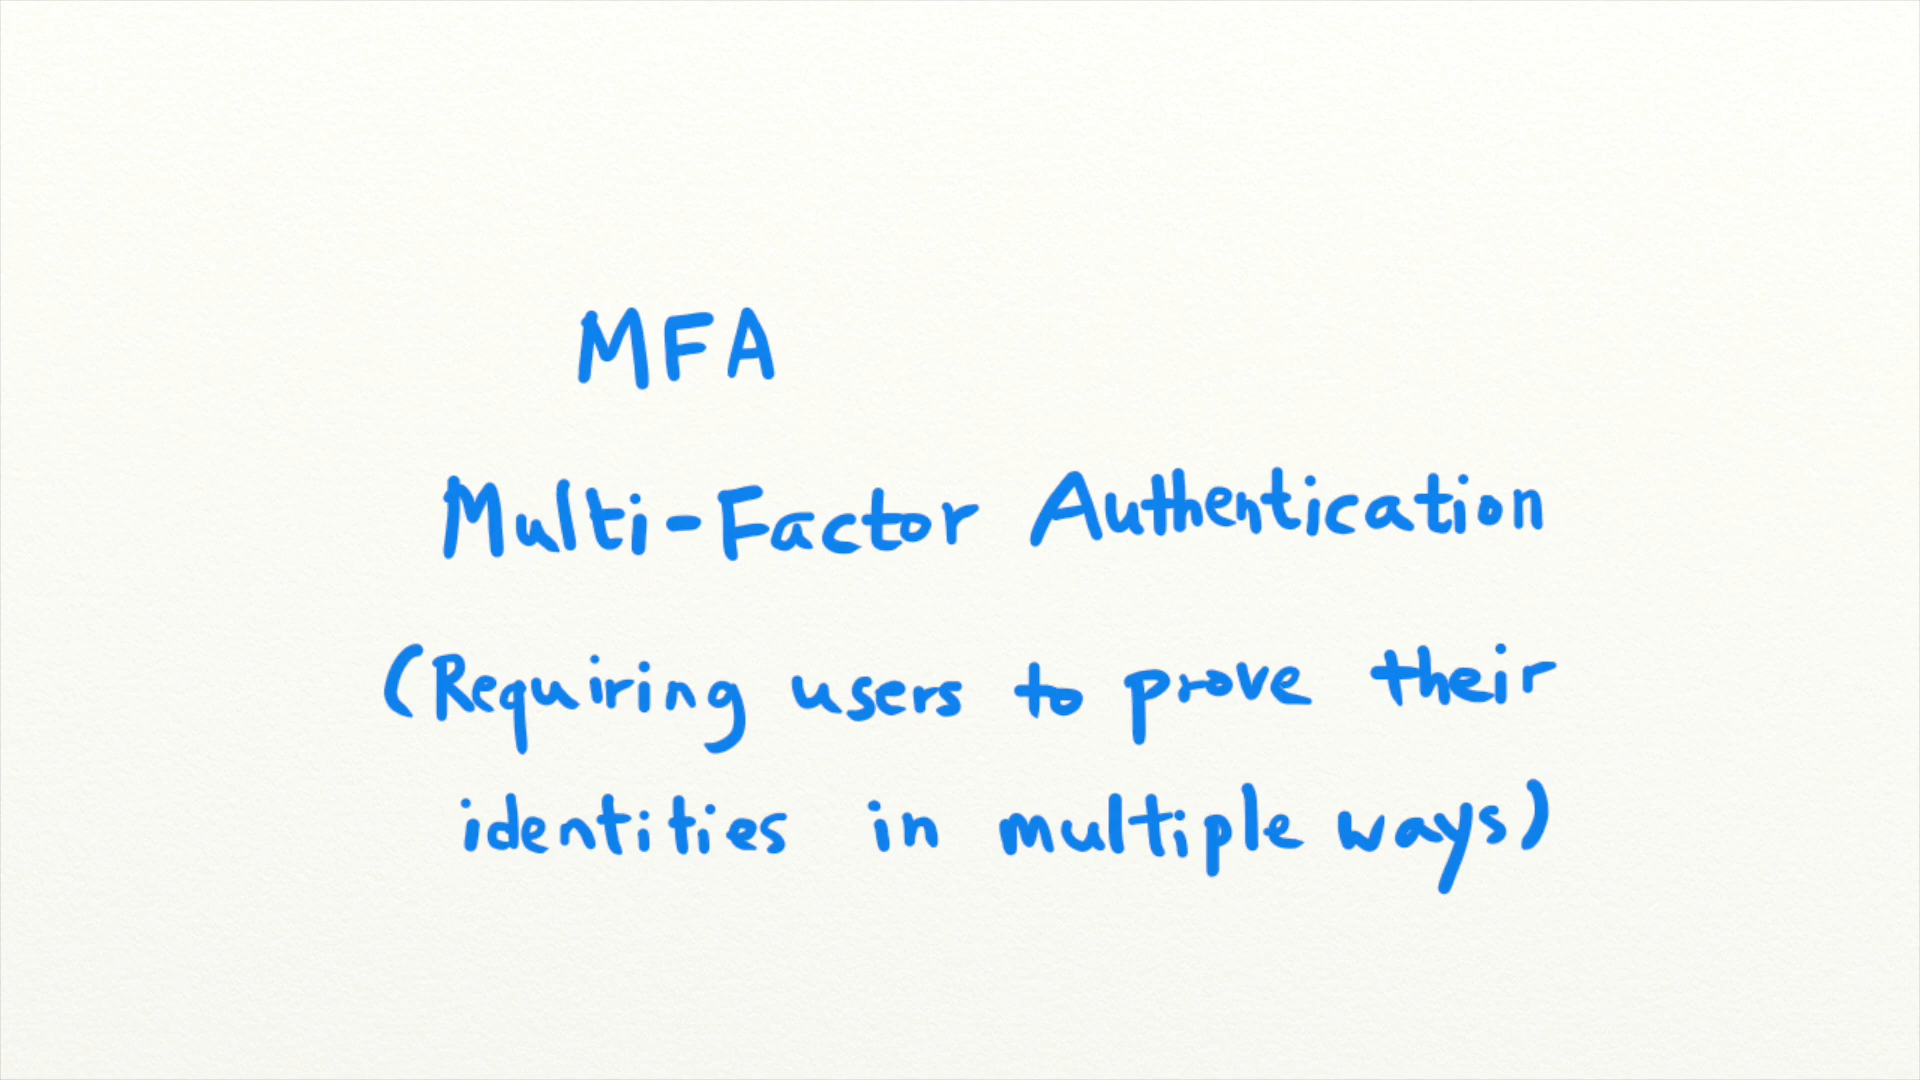 MFA
Multi-Factor Authentication
(Requiring users to prove their
identities in multiple ways)